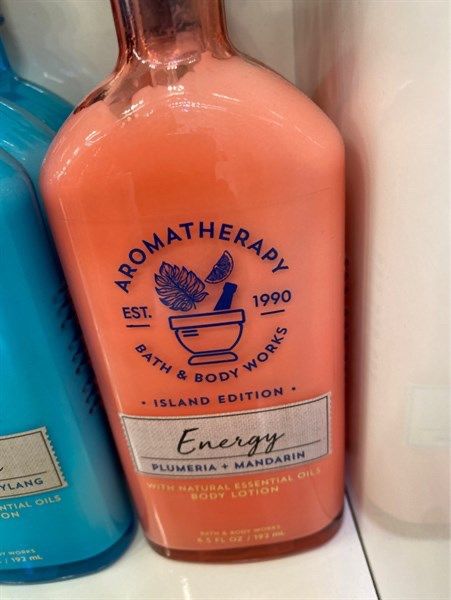 AROMATHERAPY
EST. 1990
BATH & BODY WORKS
• ISLAND EDITION •
Energy
PLUMERIA + MANDARIN
WITH NATURAL ESSENTIAL OILS
BODY LOTION
BATH & BODY WORKS
6.5 FL OZ / 192 mL
YLANG
NTIAL OILS
ON
Y WORKS
/ 192 mL